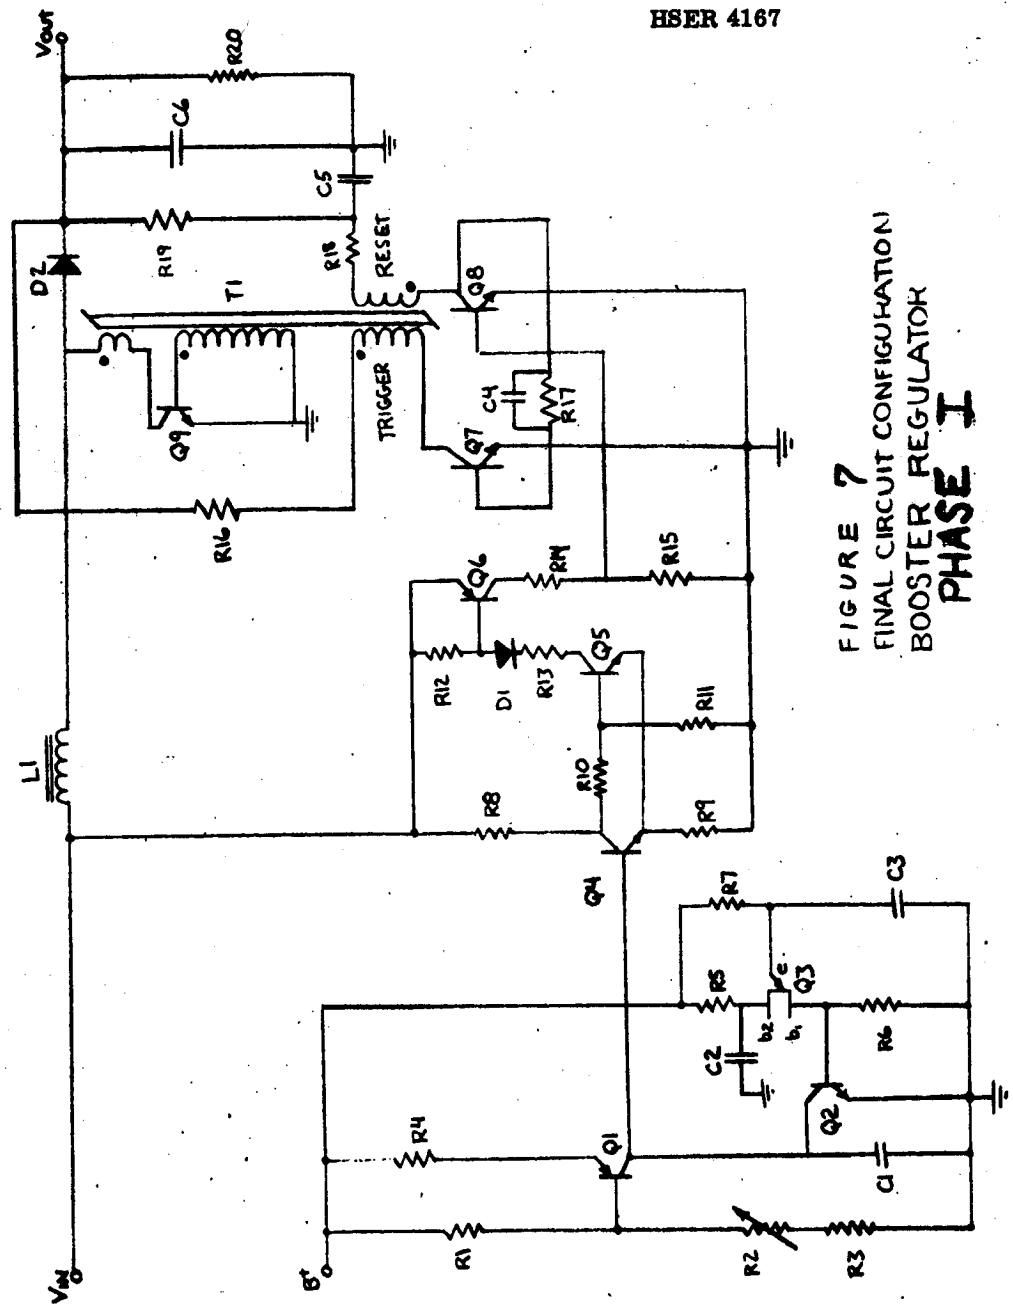 HSER 4167
VOUT
R20
C6
C5
R19
R18
RESET
D2
T1
Q8
Q9
TRIGGER
C4
R17
Q7
R16
Q6
R14
R15
R12
D1
R13
Q5
R11
L1
R10
R8
R9
Q4
R7
C3
R5
e
Q3
b2
b1
C2
R6
Q2
R4
Q1
C1
R1
R2
R3
VIN
B+
FIGURE 7
FINAL CIRCUIT CONFIGURATION
BOOSTER REGULATOR
PHASE I